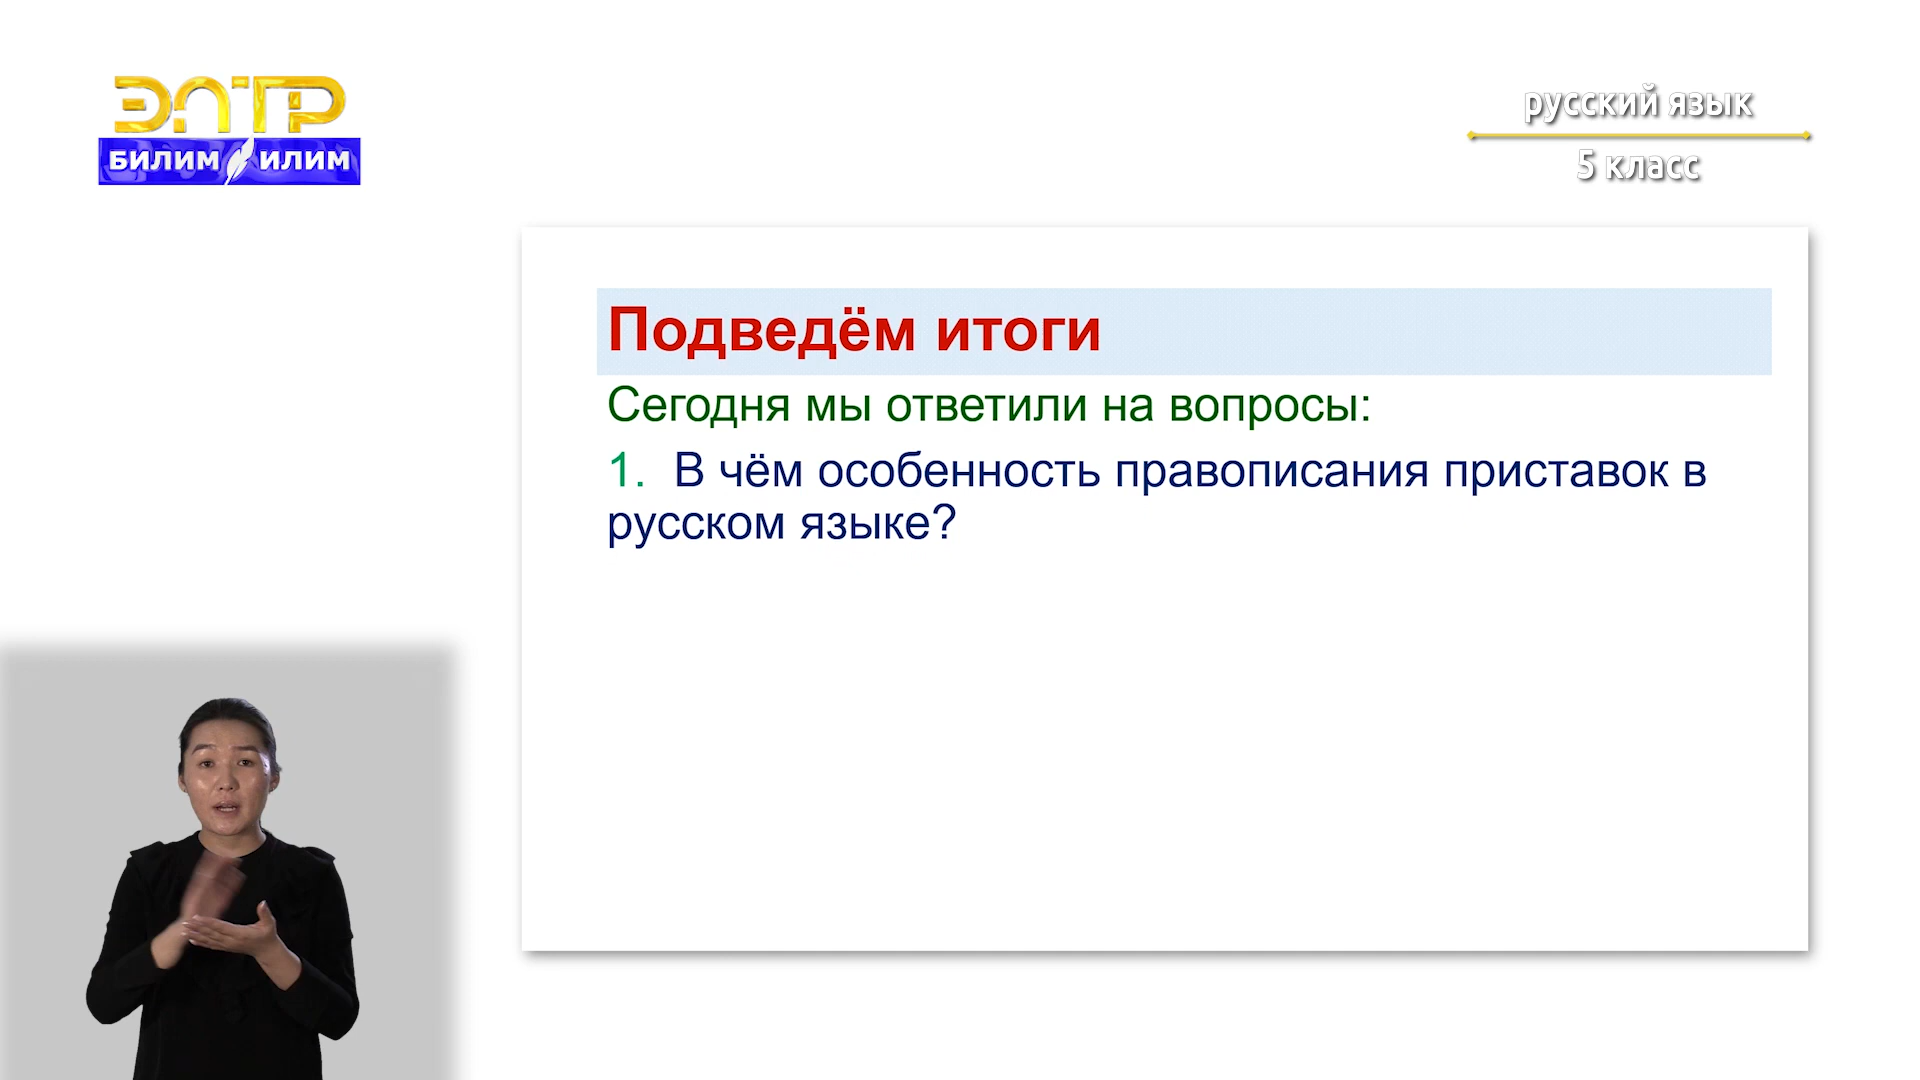 ЭЛТР
БИЛИМ ИЛИМ
русский язык
5 класс
Подведём итоги
Сегодня мы ответили на вопросы:
1. В чём особенность правописания приставок в
русском языке?